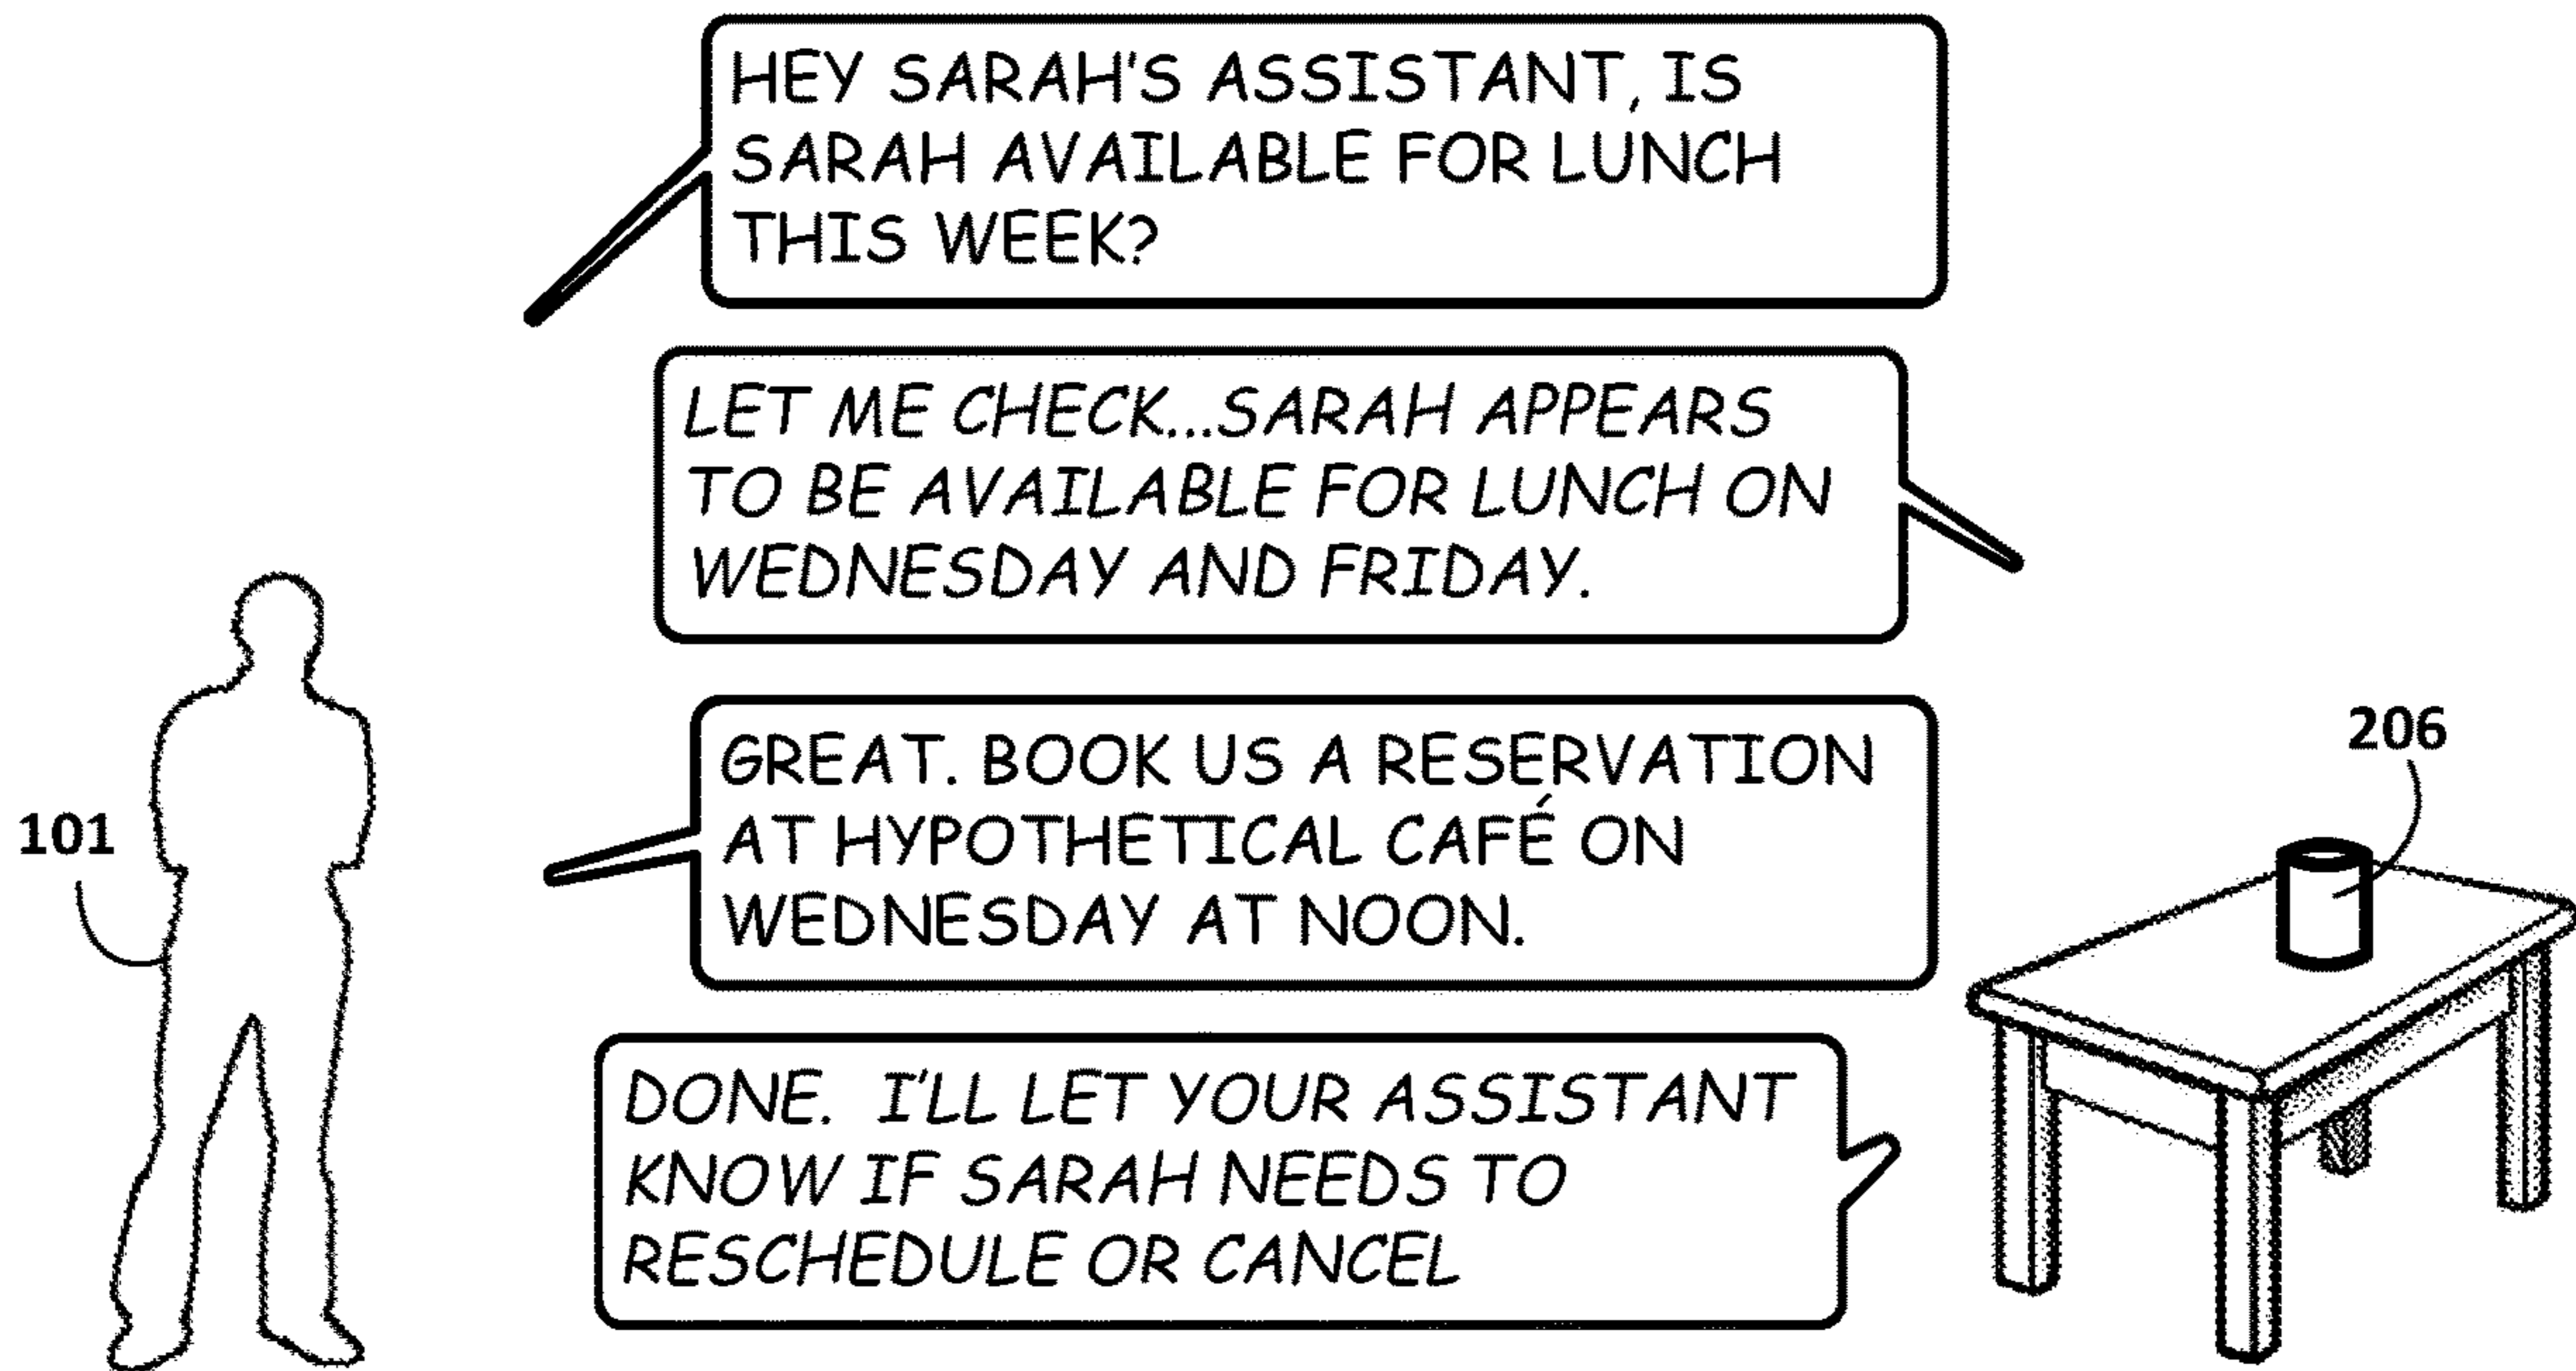 HEY SARAH'S ASSISTANT, IS
SARAH AVAILABLE FOR LUNCH
THIS WEEK?
LET ME CHECK...SARAH APPEARS
TO BE AVAILABLE FOR LUNCH ON
WEDNESDAY AND FRIDAY.
GREAT. BOOK US A RESERVATION
AT HYPOTHETICAL CAFÉ ON
WEDNESDAY AT NOON.
DONE. I'LL LET YOUR ASSISTANT
KNOW IF SARAH NEEDS TO
RESCHEDULE OR CANCEL
101
206